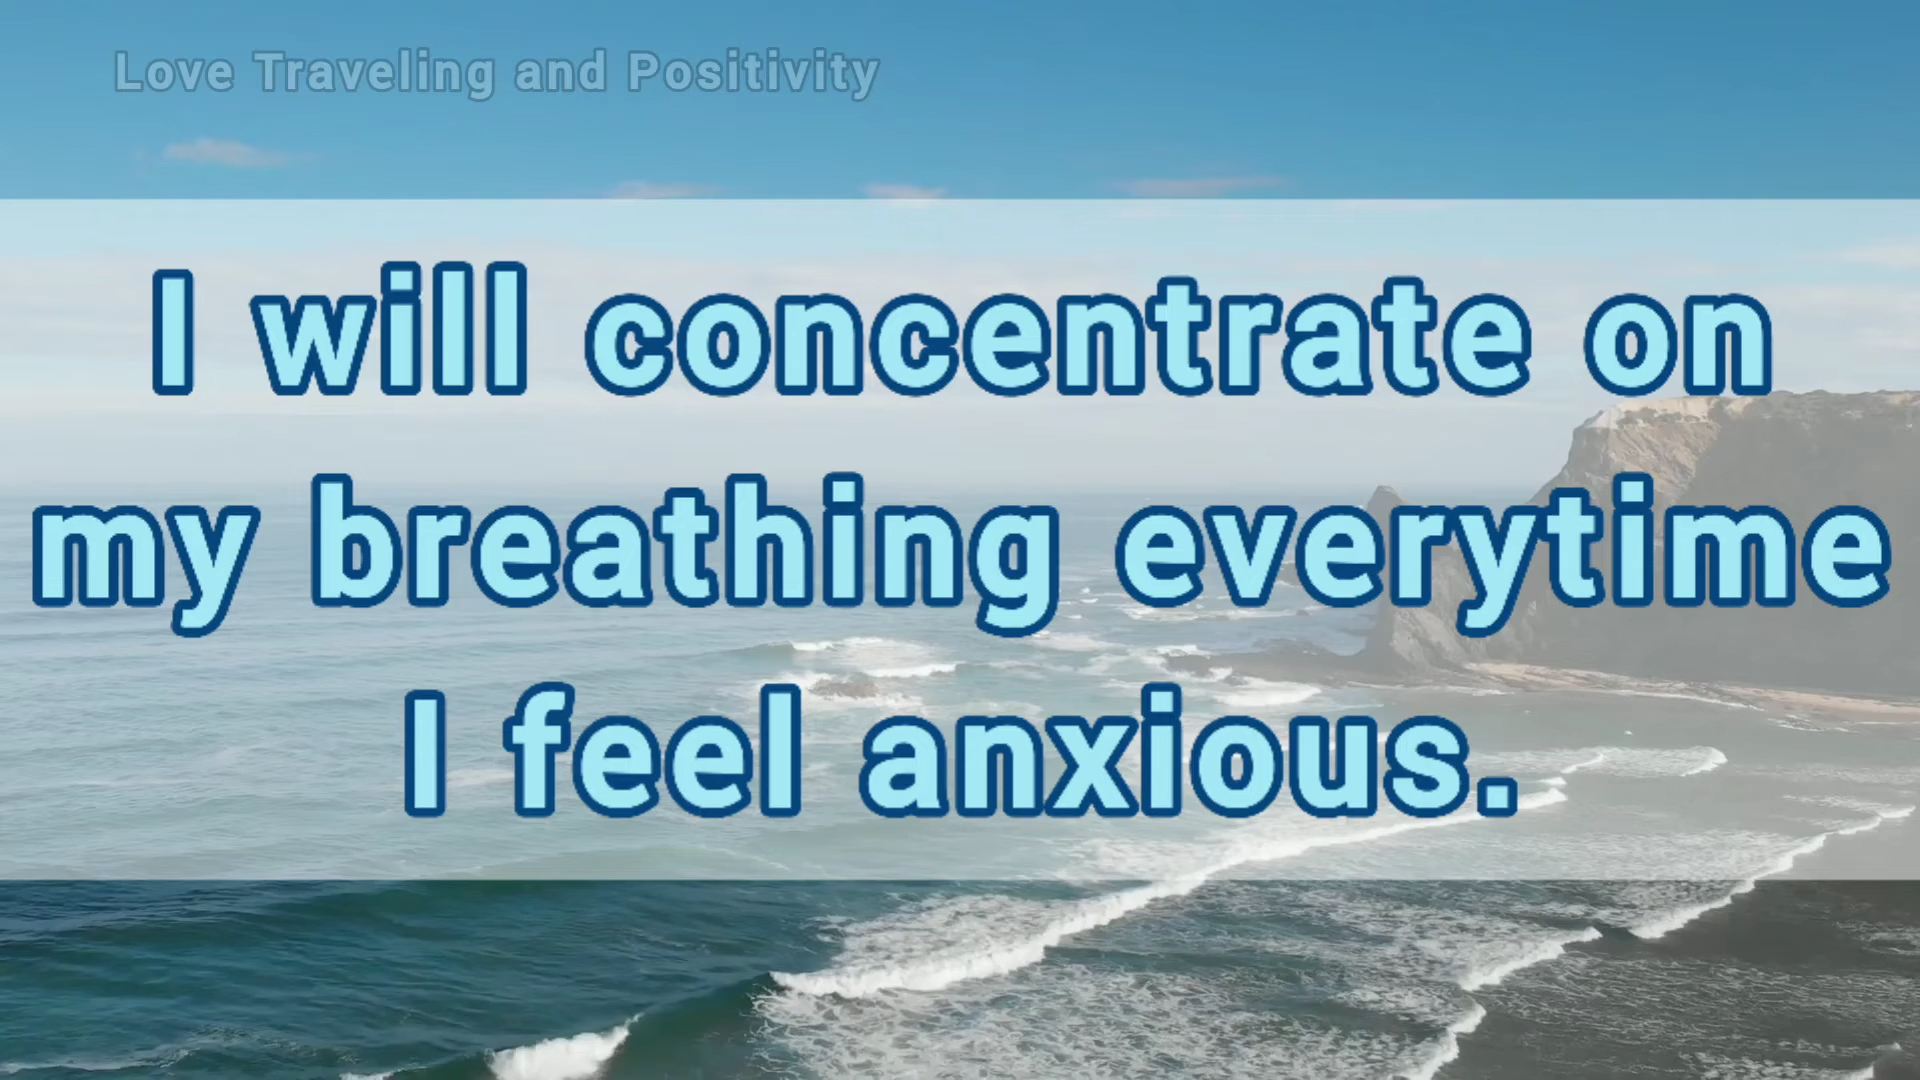 Love Traveling and Positivity
I will concentrate on
my breathing everytime
I feel anxious.